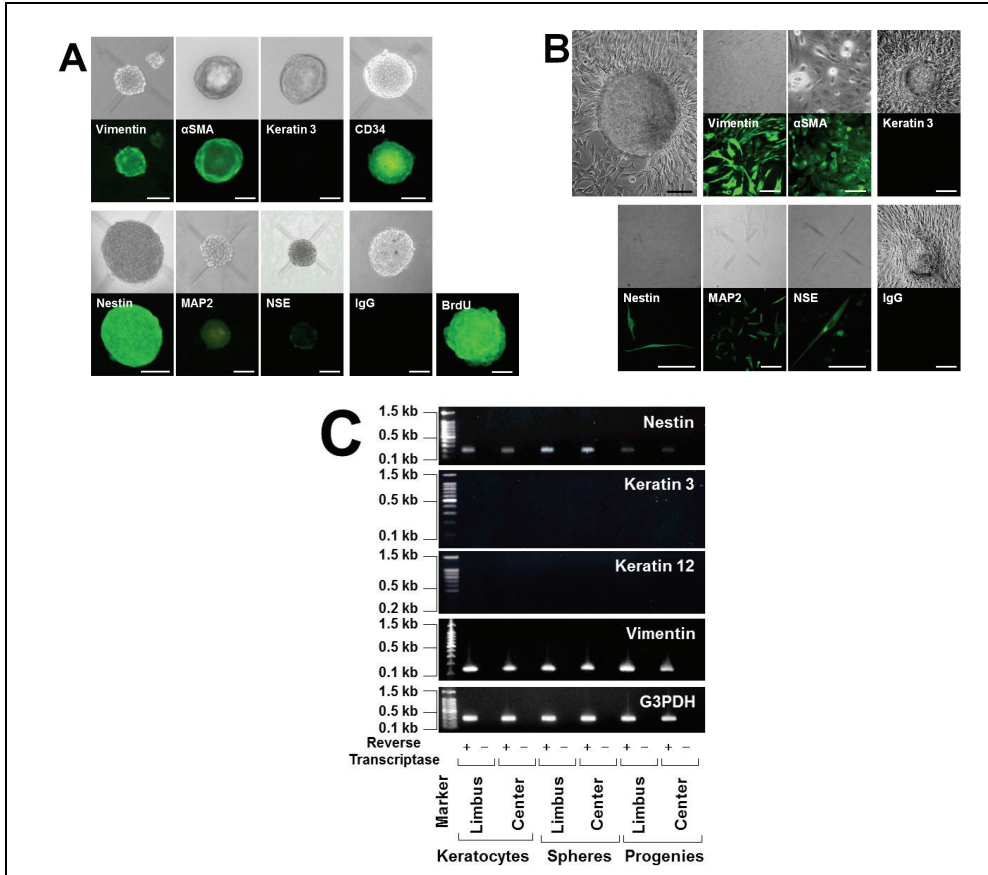 A
Vimentin αSMA Keratin 3 CD34
Nestin MAP2 NSE IgG BrdU
B
Vimentin αSMA Keratin 3
Nestin MAP2 NSE IgG
C
1.5 kb
0.5 kb
0.1 kb
Nestin
1.5 kb
0.5 kb
0.1 kb
Keratin 3
1.5 kb
0.5 kb
0.2 kb
Keratin 12
1.5 kb
0.5 kb
0.1 kb
Vimentin
1.5 kb
0.5 kb
0.1 kb
G3PDH
Reverse
Transcriptase
+ − + − + − + − + − + −
Marker Limbus Center Limbus Center Limbus Center
Keratocytes Spheres Progenies